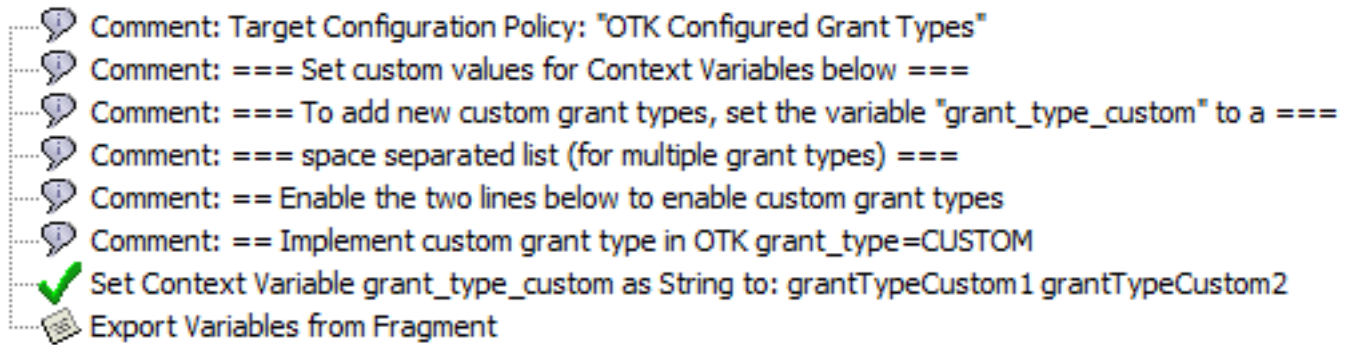 Comment: Target Configuration Policy: "OTK Configured Grant Types"
Comment: === Set custom values for Context Variables below ===
Comment: === To add new custom grant types, set the variable "grant_type_custom" to a ===
Comment: === space separated list (for multiple grant types) ===
Comment: == Enable the two lines below to enable custom grant types
Comment: == Implement custom grant type in OTK grant_type=CUSTOM
Set Context Variable grant_type_custom as String to: grantTypeCustom1 grantTypeCustom2
Export Variables from Fragment